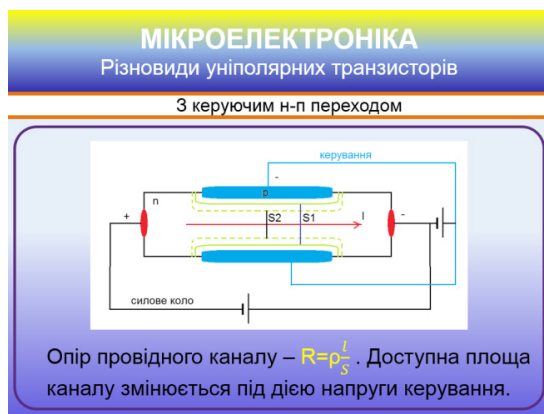 МІКРОЕЛЕКТРОНІКА
Різновиди уніполярних транзисторів
З керуючим н-п переходом
керування
-
p
n
+
S2
S1
I
-
силове коло
Опір провідного каналу – R=ρ l/S . Доступна площа
каналу змінюється під дією напруги керування.